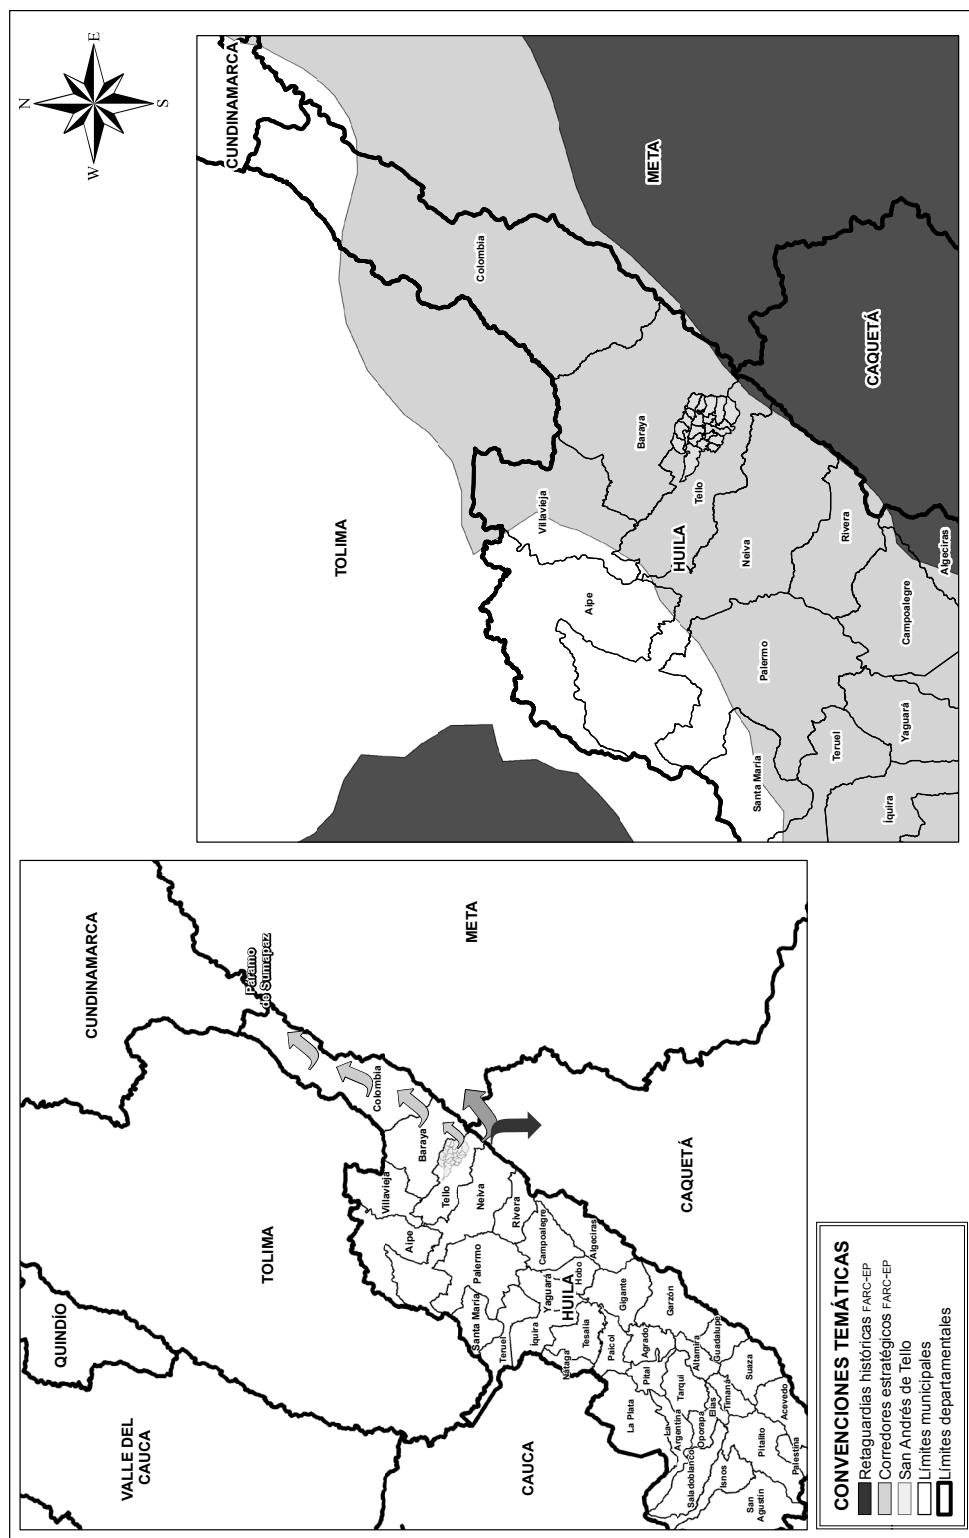 N
E
S
W
CUNDINAMARCA
META
Colombia
TOLIMA
CAQUETÁ
Baraya
Villavieja
Tello
HUILA
Neiva
Rivera
Algeciras
Aipe
Campoalegre
Palermo
Yaguará
Teruel
Santa María
Íquira
CUNDINAMARCA
Páramo
de Sumapaz
META
Colombia
Baraya
Villavieja
Tello
Neiva
TOLIMA
CAQUETÁ
Aipe
Rivera
Palermo
Campoalegre
Algeciras
Santa María
Yaguará
HUILA
Hobo
Gigante
Teruel
Iquira
Tesalia
Paicol
Garzón
Nátaga
Agrado
QUINDÍO
Pital
Altamira
Guadalupe
Tarqui
Suaza
La Plata
Elías
Timaná
La
Argentina
Oporapa
Acevedo
VALLE DEL
CAUCA
CAUCA
Saladoblanco
Isnos
Pitalito
Palestina
San
Agustín
CONVENCIONES TEMÁTICAS
Retaguardias históricas FARC-EP
Corredores estratégicos FARC-EP
San Andrés de Tello
Límites municipales
Límites departamentales